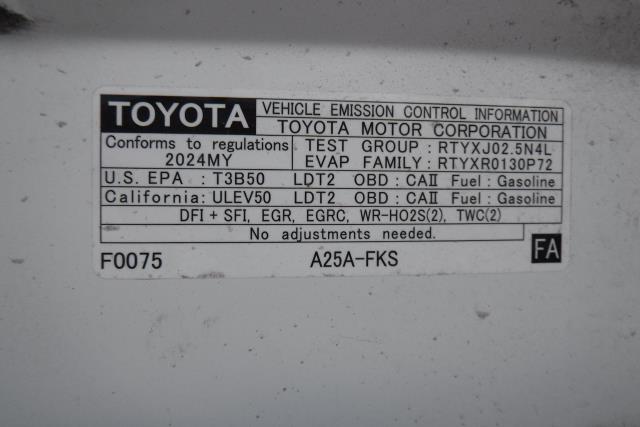 TOYOTA VEHICLE EMISSION CONTROL INFORMATION
TOYOTA MOTOR CORPORATION
Conforms to regulations TEST GROUP : RTYXJ02.5N4L
2024MY EVAP FAMILY : RTYXR0130P72
U.S. EPA : T3B50 LDT2 OBD : CAII Fuel : Gasoline
California: ULEV50 LDT2 OBD : CAII Fuel : Gasoline
DFI + SFI, EGR, EGRC, WR-HO2S(2), TWC(2)
No adjustments needed.
FA
F0075 A25A-FKS